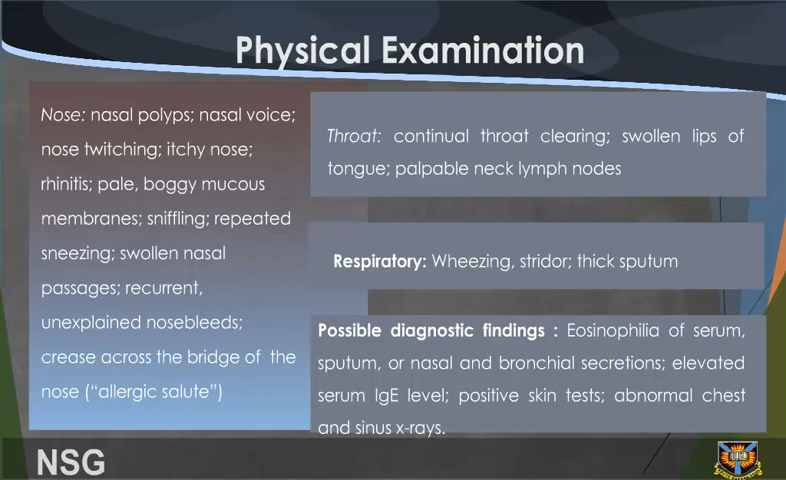 Physical Examination
Nose: nasal polyps; nasal voice;
nose twitching; itchy nose;
rhinitis; pale, boggy mucous
membranes; sniffling; repeated
sneezing; swollen nasal
passages; recurrent,
unexplained nosebleeds;
crease across the bridge of the
nose (“allergic salute”)
Throat: continual throat clearing; swollen lips of
tongue; palpable neck lymph nodes
Respiratory: Wheezing, stridor; thick sputum
Possible diagnostic findings : Eosinophilia of serum,
sputum, or nasal and bronchial secretions; elevated
serum IgE level; positive skin tests; abnormal chest
and sinus x-rays.
NSG